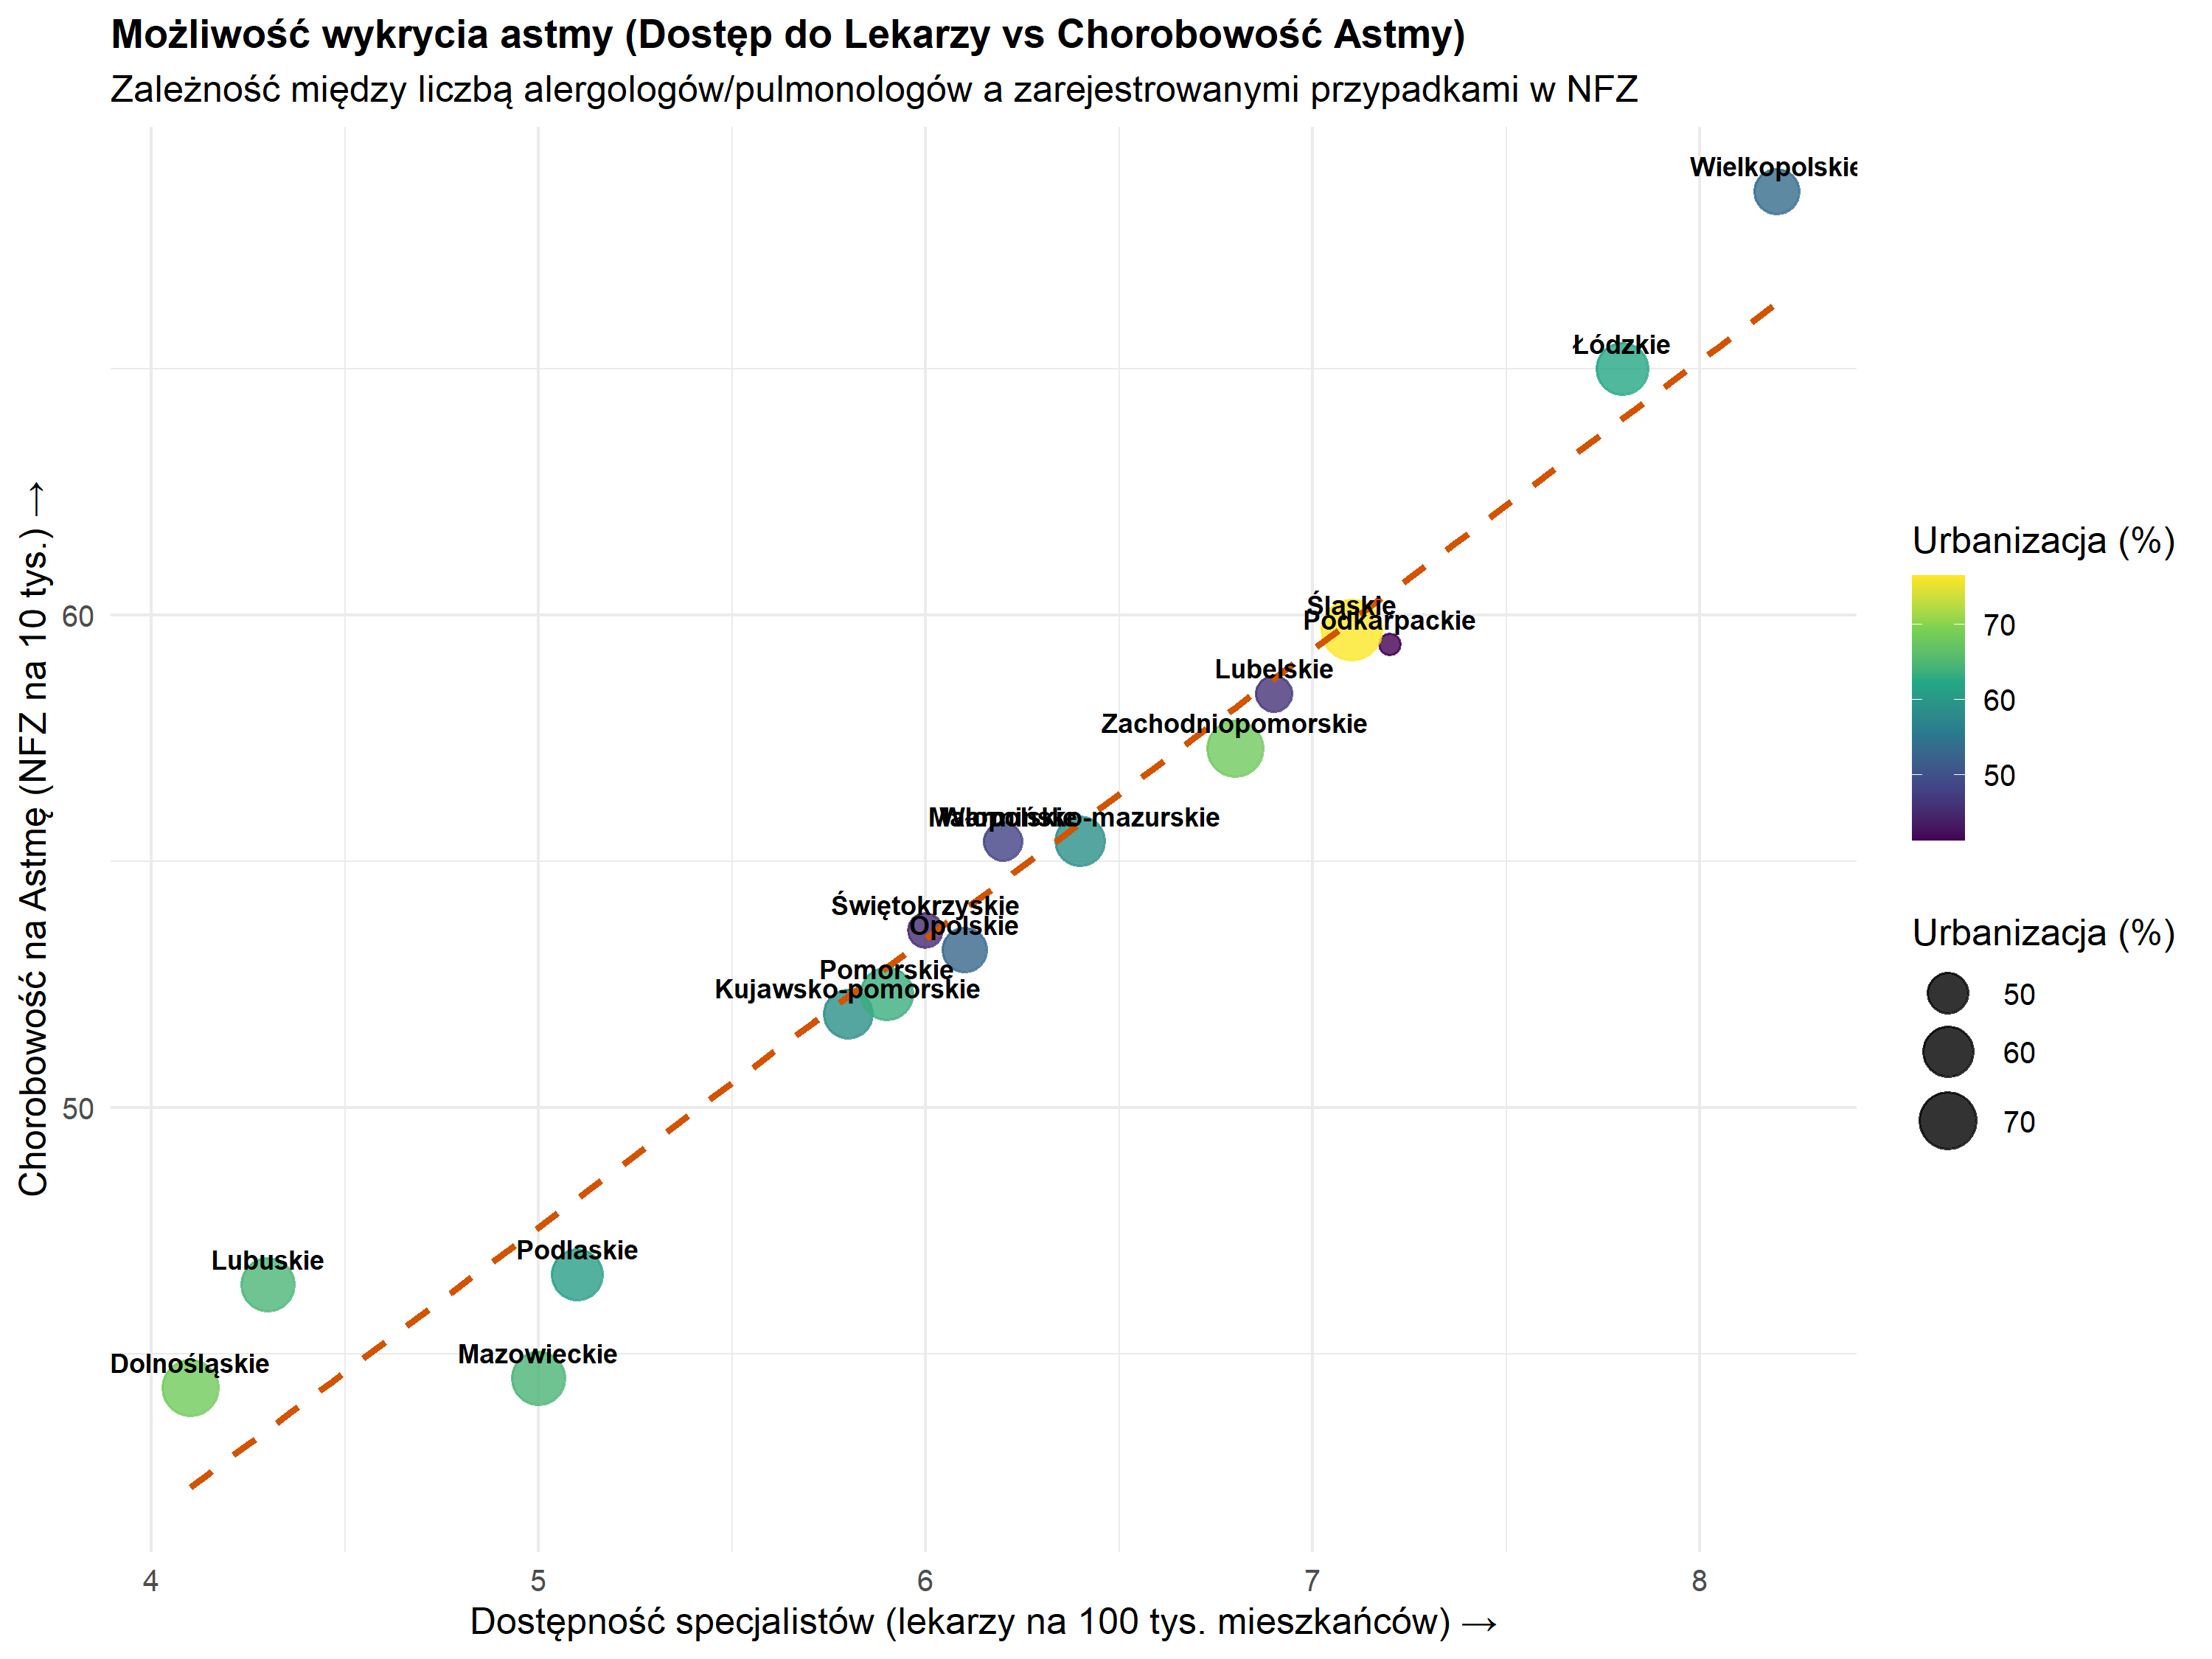 Możliwość wykrycia astmy (Dostęp do Lekarzy vs Chorobowość Astmy)
Zależność między liczbą alergologów/pulmonologów a zarejestrowanymi przypadkami w NFZ
Chorobowość na Astmę (NFZ na 10 tys.) →
60
50
Wielkopolskie
Łódzkie
Śląskie
Podkarpackie
Lubelskie
Zachodniopomorskie
Małopolskie
Warmińsko-mazurskie
Świętokrzyskie
Opolskie
Pomorskie
Kujawsko-pomorskie
Podlaskie
Lubuskie
Mazowieckie
Dolnośląskie
4 5 6 7 8
Dostępność specjalistów (lekarzy na 100 tys. mieszkańców) →
Urbanizacja (%)
70
60
50
Urbanizacja (%)
50
60
70